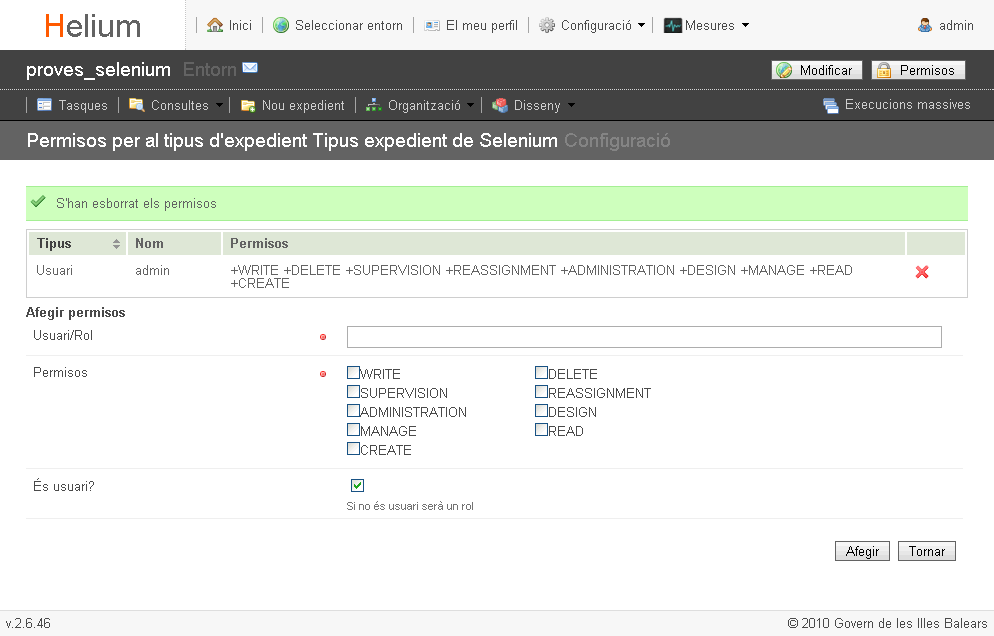 Helium
Inici
Seleccionar entorn
El meu perfil
Configuració
Mesures
admin
proves_selenium Entorn
Modificar
Permisos
Tasques
Consultes
Nou expedient
Organització
Disseny
Execucions massives
Permisos per al tipus d'expedient Tipus expedient de Selenium Configuració
S'han esborrat els permisos
Tipus Nom Permisos
Usuari admin +WRITE +DELETE +SUPERVISION +REASSIGNMENT +ADMINISTRATION +DESIGN +MANAGE +READ
+CREATE
Afegir permisos
Usuari/Rol
Permisos
WRITE DELETE
SUPERVISION REASSIGNMENT
ADMINISTRATION DESIGN
MANAGE READ
CREATE
És usuari?
Si no és usuari serà un rol
Afegir Tornar
v.2.6.46 © 2010 Govern de les Illes Balears